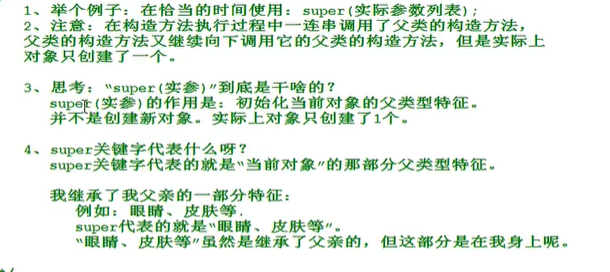 1、举个例子：在恰当的时间使用：super(实际参数列表);
2、注意：在构造方法执行过程中一连串调用了父类的构造方法，
父类的构造方法又继续向下调用它的父类的构造方法，但是实际上
对象只创建了一个。
3、思考："super(实参)"到底是干啥的？
super(实参)的作用是：初始化当前对象的父类型特征。
并不是创建新对象。实际上对象只创建了1个。
4、super关键字代表什么呀？
super关键字代表的就是"当前对象"的那部分父类型特征。
我继承了我父亲的一部分特征：
例如：眼睛、皮肤等.
super代表的就是"眼睛、皮肤等"。
"眼睛、皮肤等"虽然是继承了父亲的，但这部分是在我身上呢。
*/